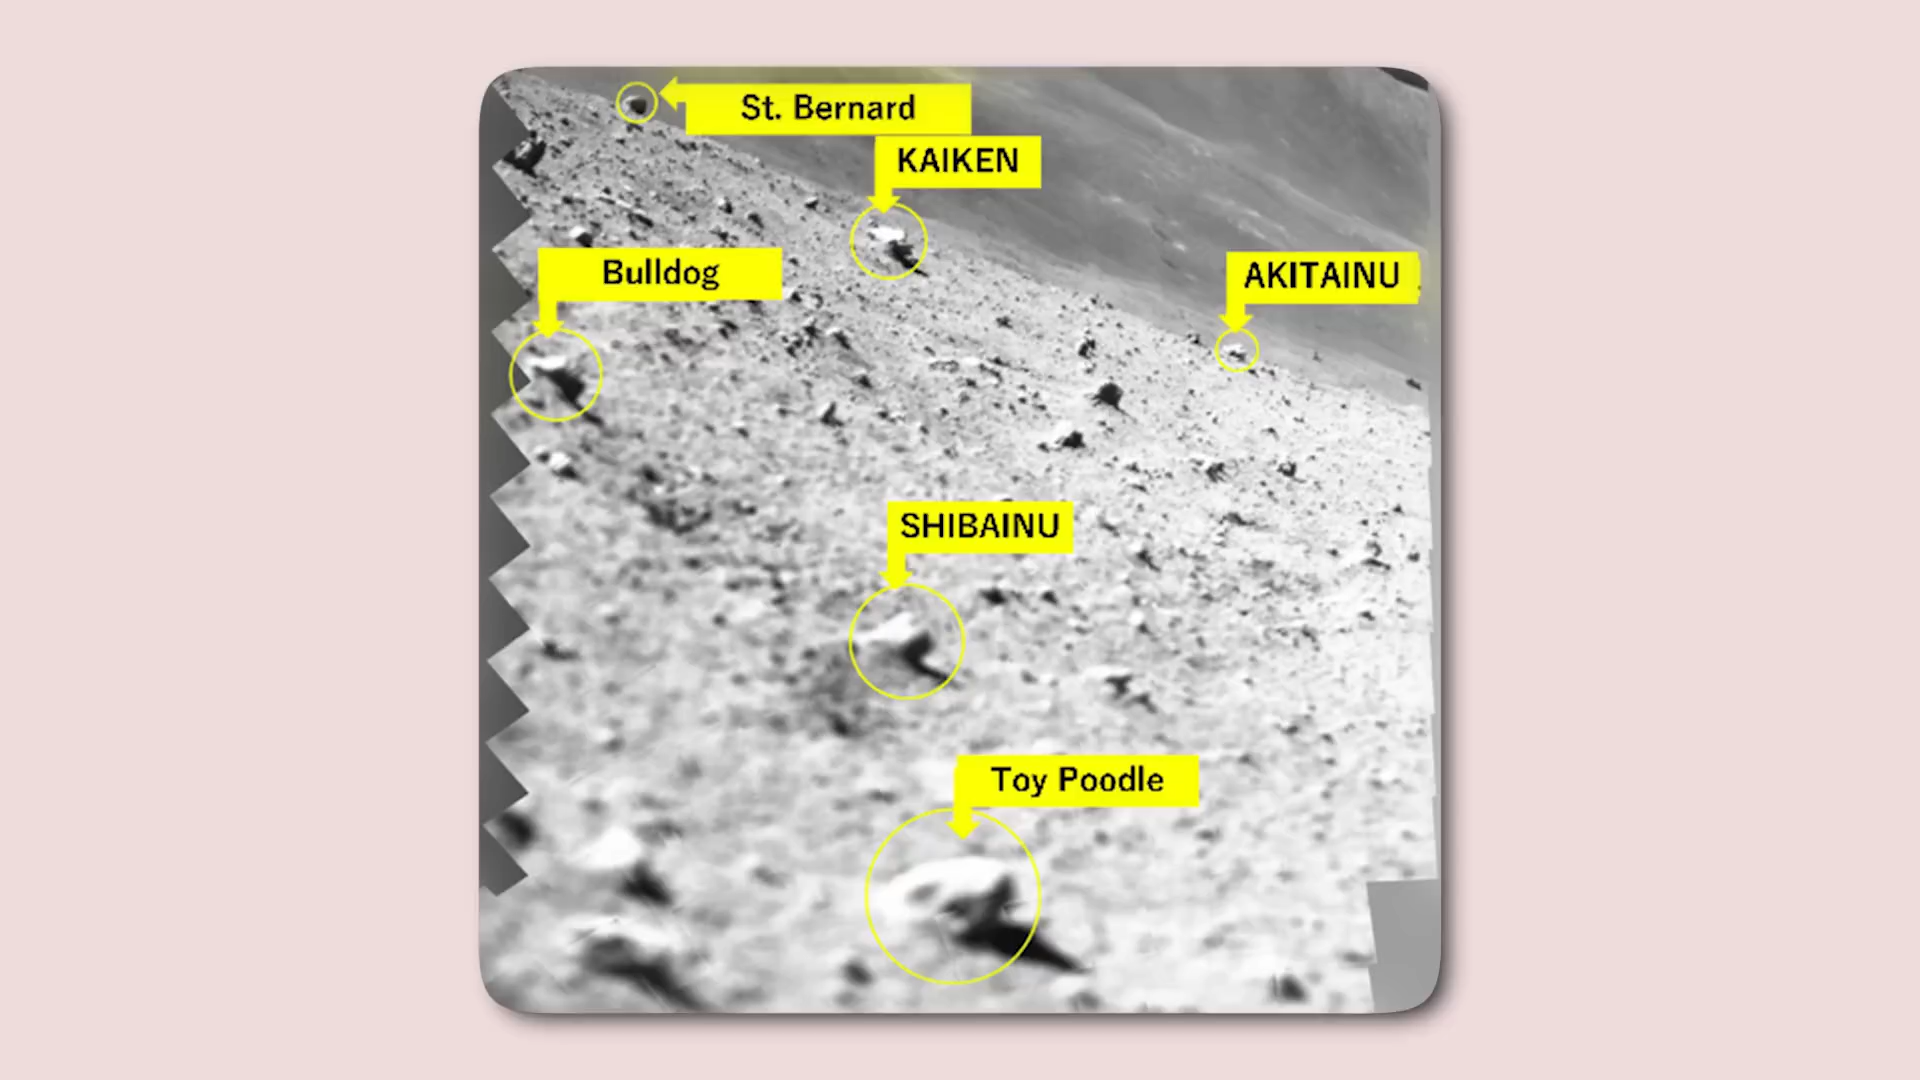 St. Bernard
KAIKEN
Bulldog
AKITAINU
SHIBAINU
Toy Poodle